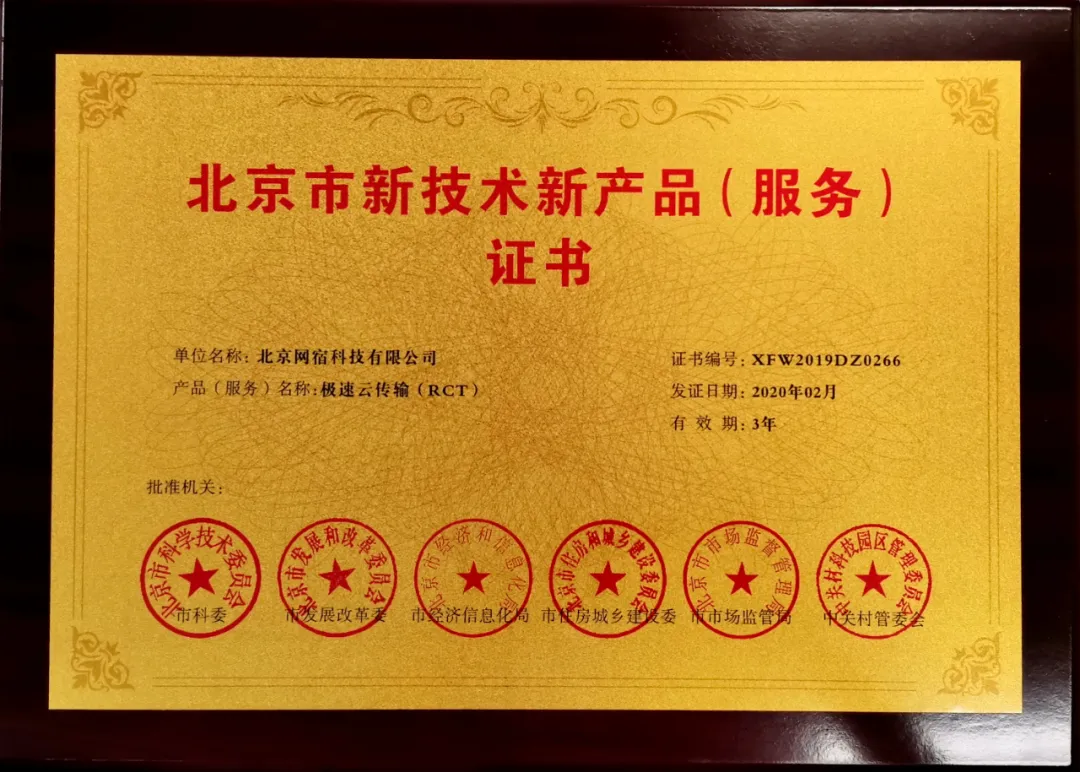 北京市新技术新产品（服务）
证书
单位名称：北京网宿科技有限公司
产品（服务）名称：极速云传输（RCT）
证书编号：XFW2019DZ0266
发证日期：2020年02月
有 效 期：3年
批准机关：
北京市科学技术委员会
北京市发展和改革委员会
北京市经济和信息化局
北京市住房和城乡建设委员会
北京市市场监督管理局
中关村科技园区管理委员会
市科委
市发展改革委
市经济信息化局
市住房城乡建设委
市市场监管局
中关村管委会